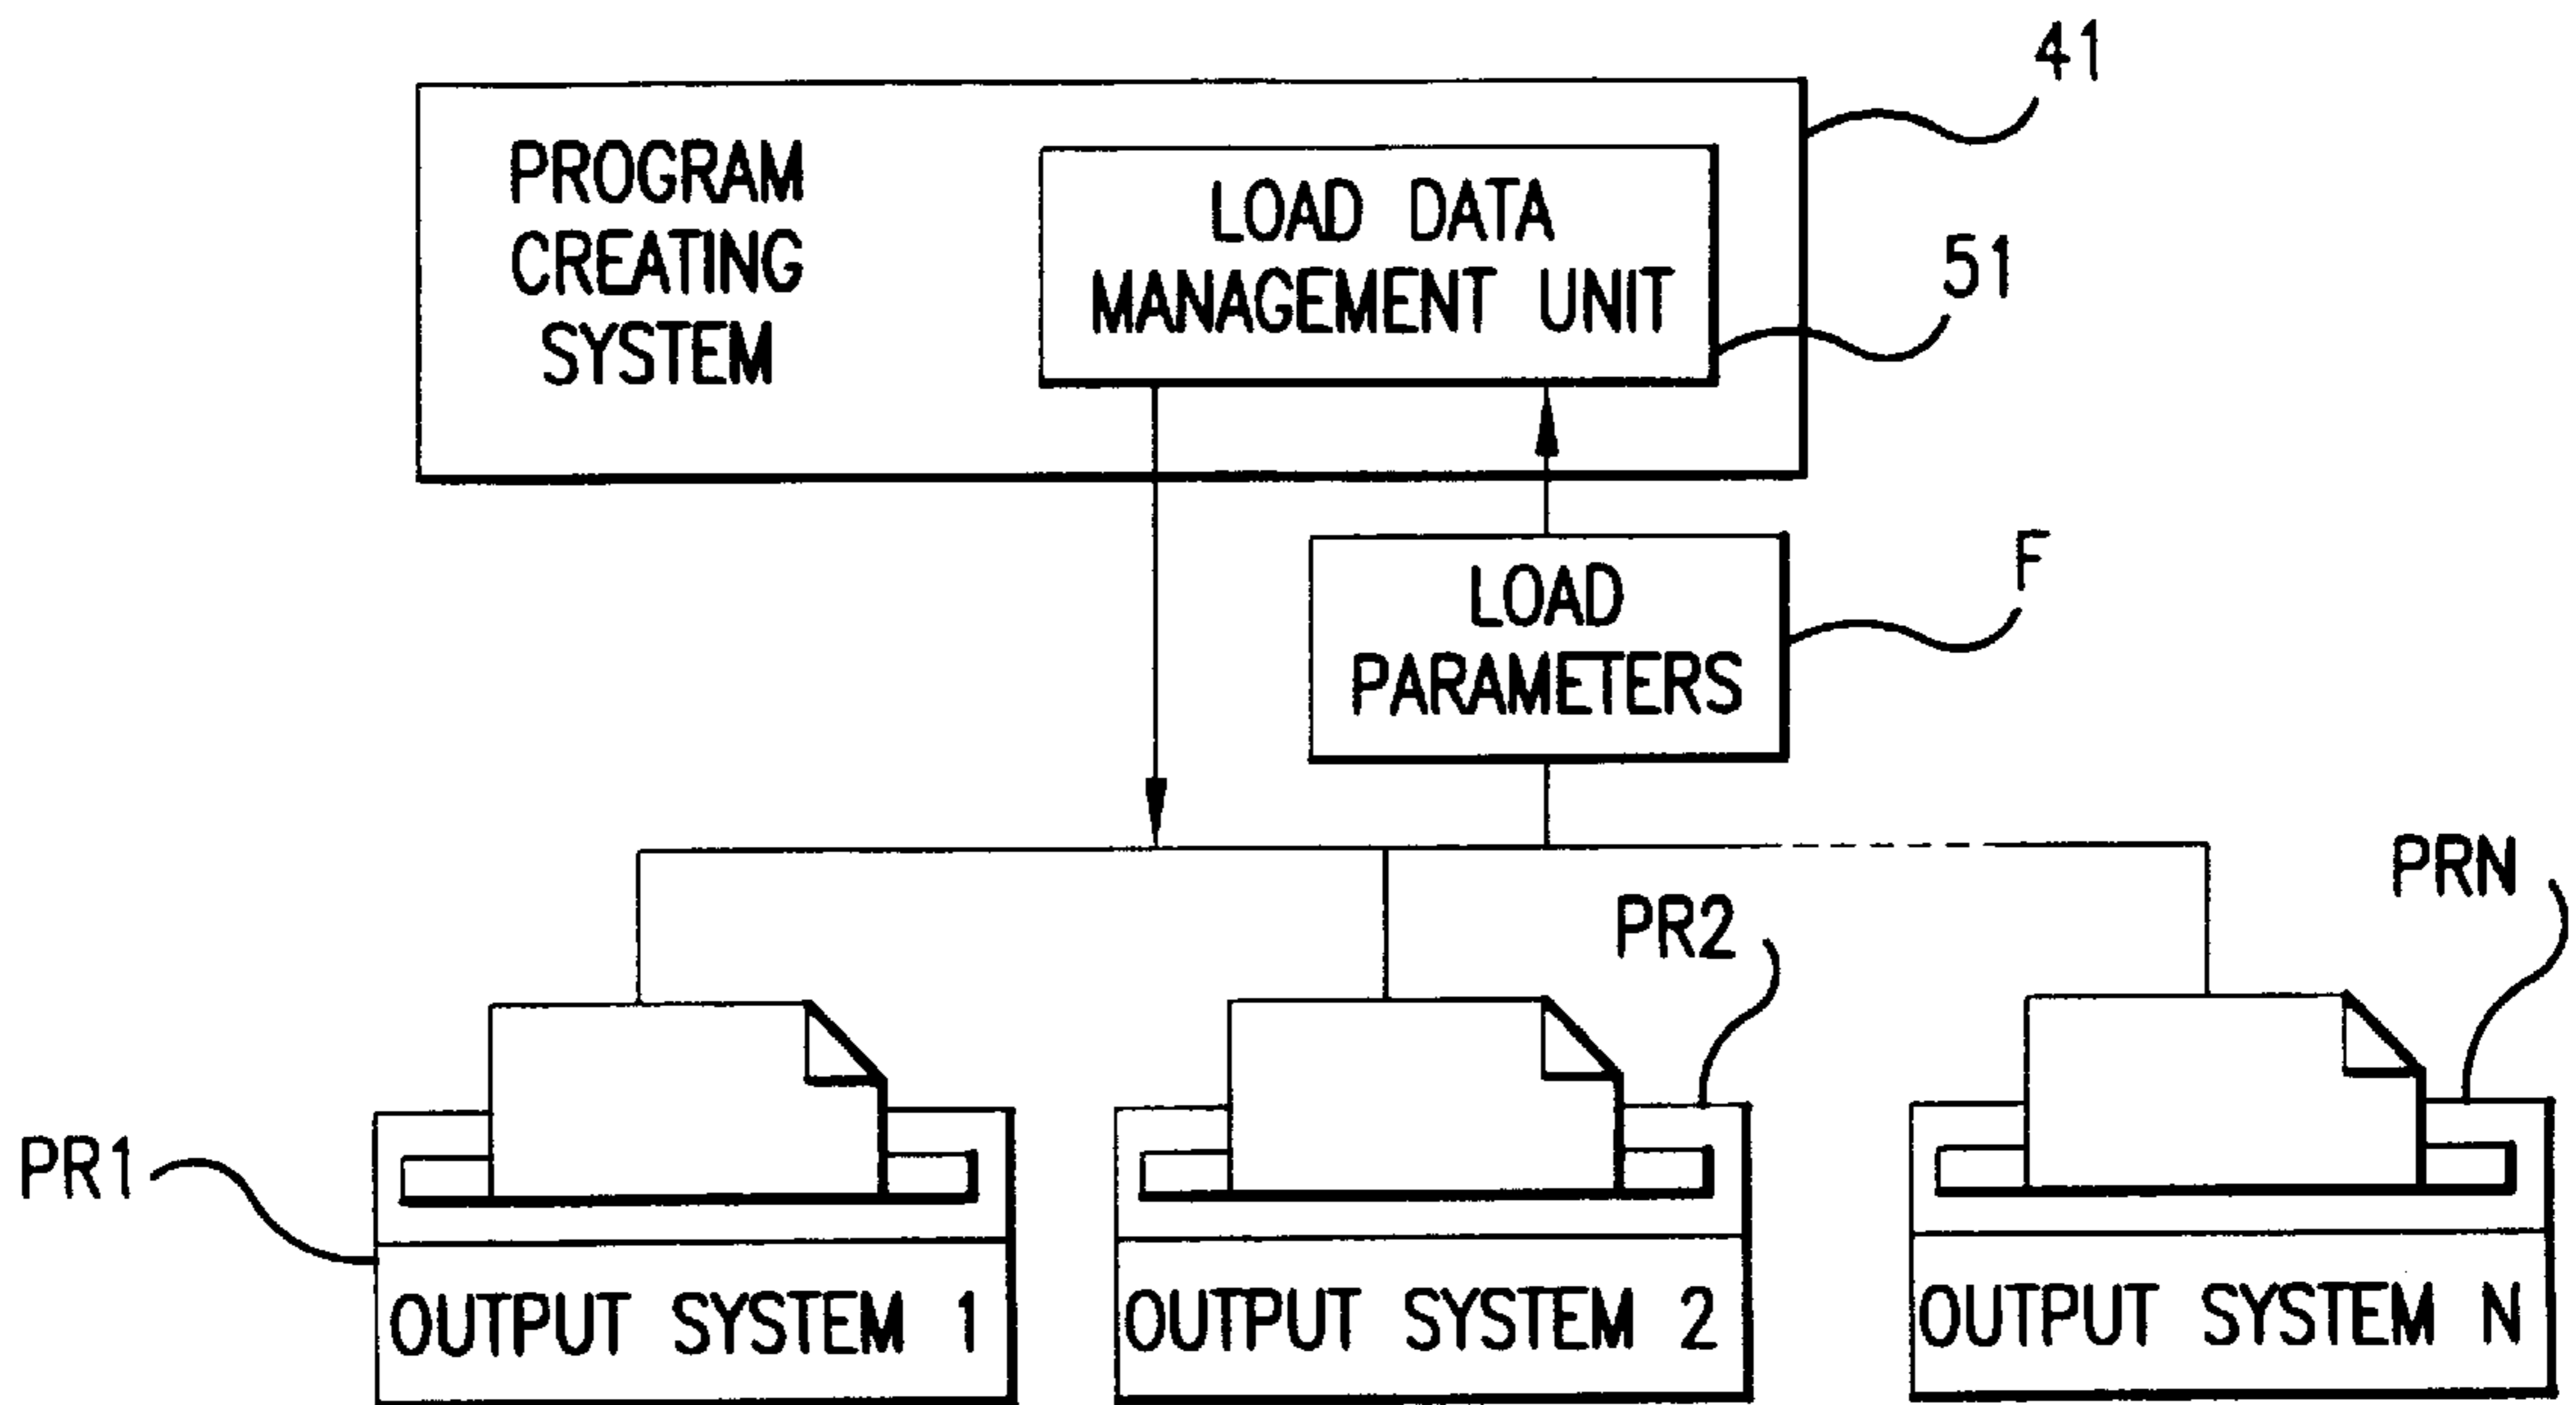 41
PROGRAM
CREATING
SYSTEM
LOAD DATA
MANAGEMENT UNIT
51
F
LOAD
PARAMETERS
PRN
PR2
PR1
OUTPUT SYSTEM 1
OUTPUT SYSTEM 2
OUTPUT SYSTEM N